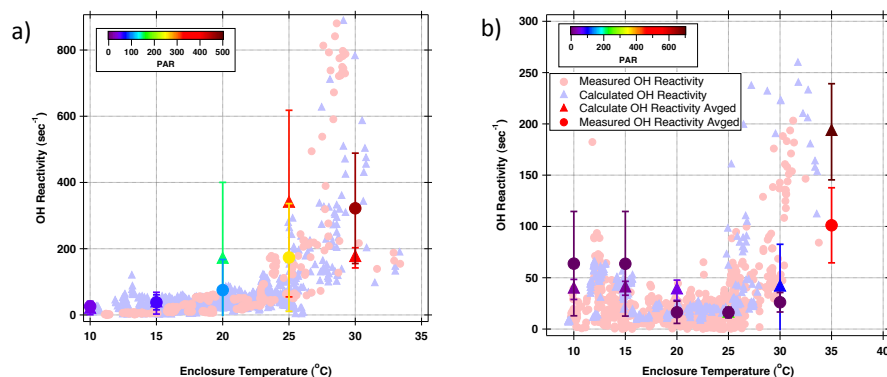 a)
0 100 200 300 400 500
PAR
OH Reactivity (sec⁻¹)
800
600
400
200
0
10 15 20 25 30 35
Enclosure Temperature (°C)
b)
0 200 400 600
PAR
Measured OH Reactivity
Calculated OH Reactivity
Calculate OH Reactivity Avged
Measured OH Reactivity Avged
OH Reactivity (sec⁻¹)
300
250
200
150
100
50
0
10 15 20 25 30 35 40
Enclosure Temperature (°C)